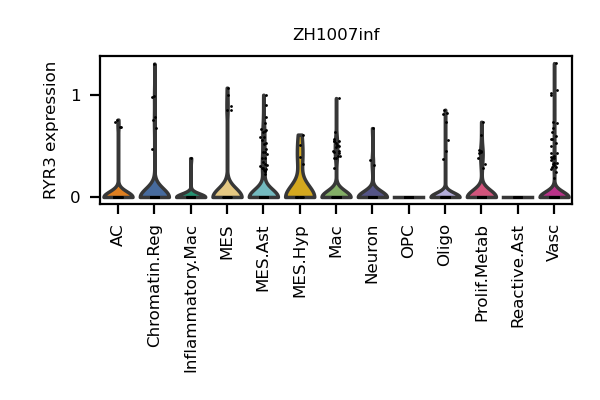 ZH1007inf
RYR3 expression
1
0
AC
Chromatin.Reg
Inflammatory.Mac
MES
MES.Ast
MES.Hyp
Mac
Neuron
OPC
Oligo
Prolif.Metab
Reactive.Ast
Vasc